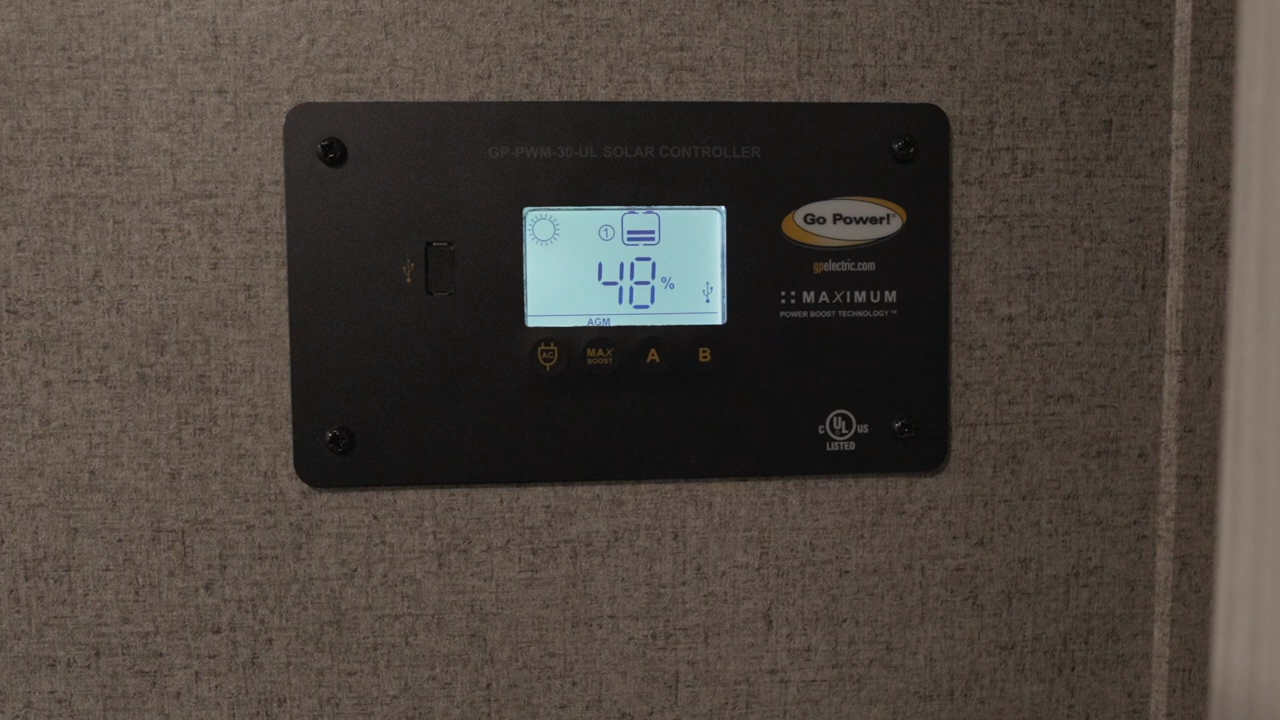 GP-PWM-30-UL SOLAR CONTROLLER
1
48%
AGM
AC
MAX
BOOST
A
B
Go Power!®
gpelectric.com
MAXIMUM
POWER BOOST TECHNOLOGY™
C UL US
LISTED